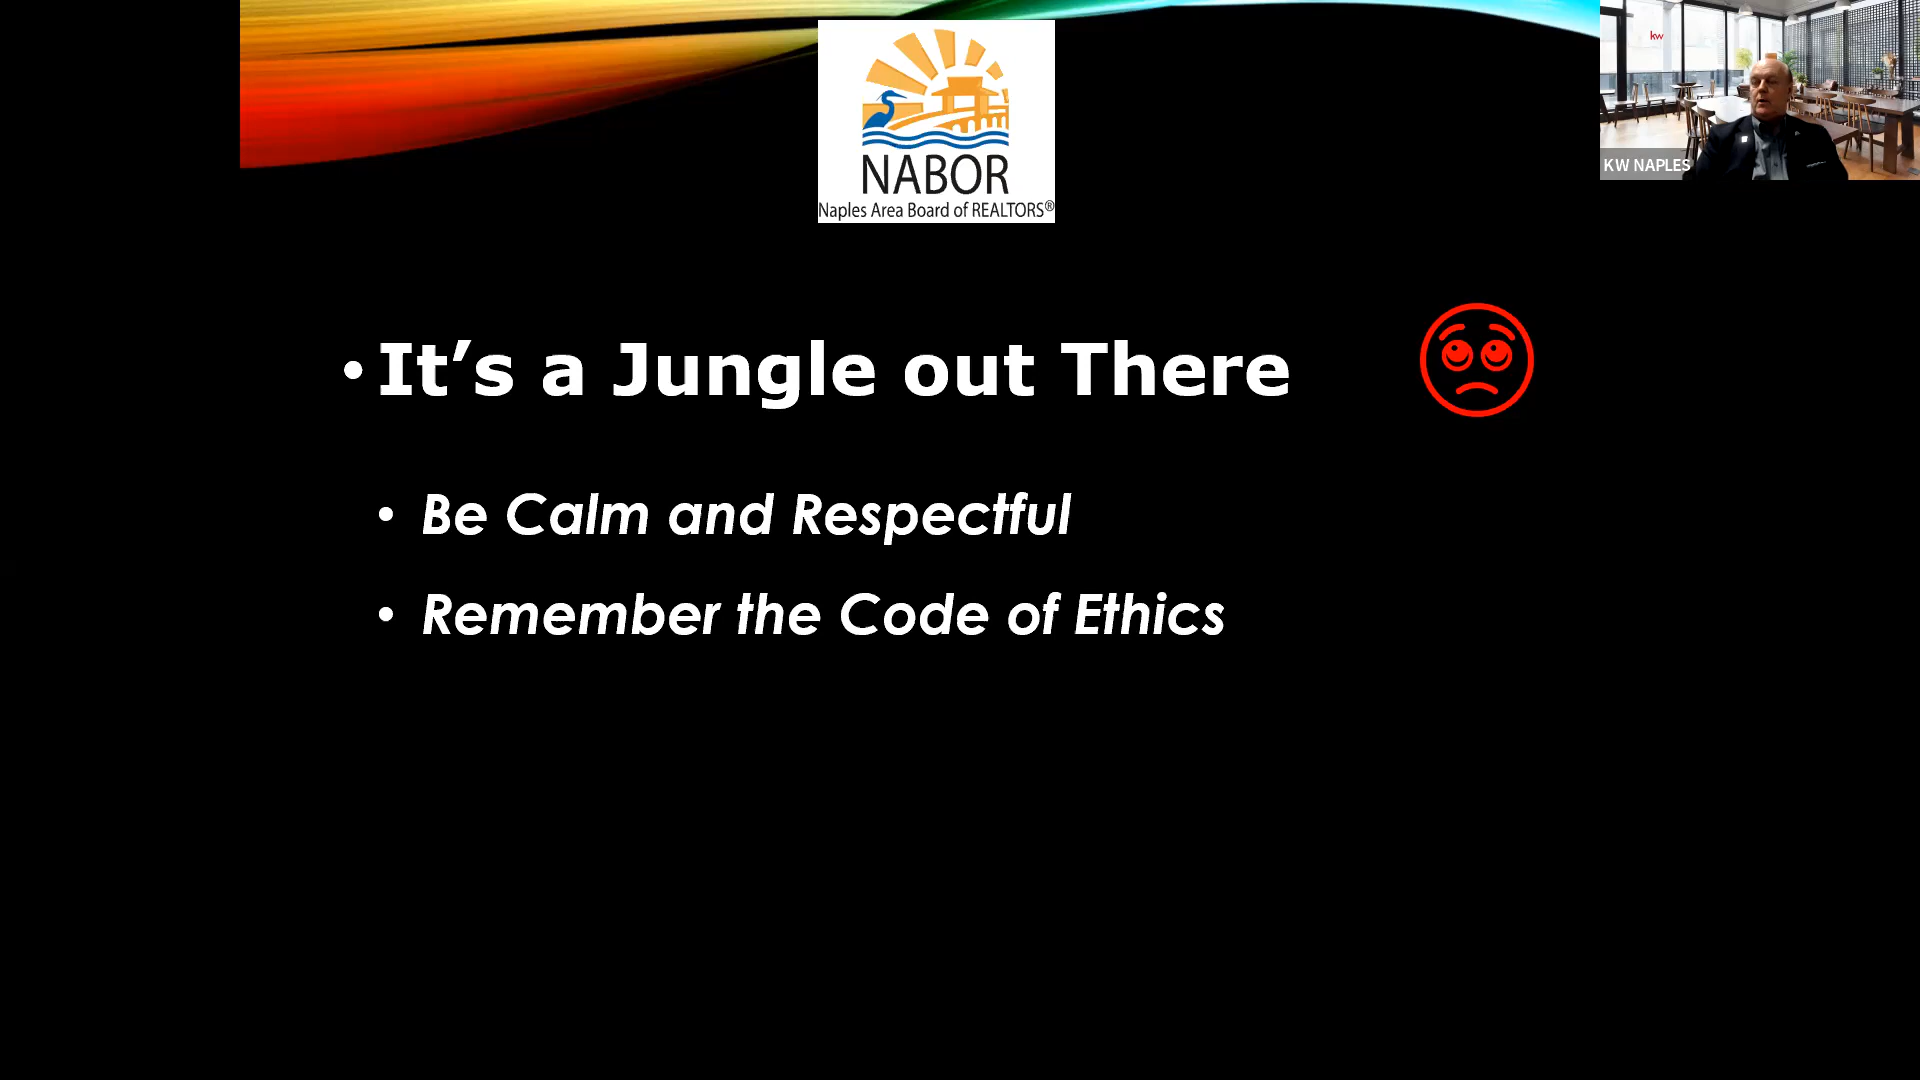 kw
KW NAPLES
NABOR
Naples Area Board of REALTORS®
• It’s a Jungle out There
• Be Calm and Respectful
• Remember the Code of Ethics